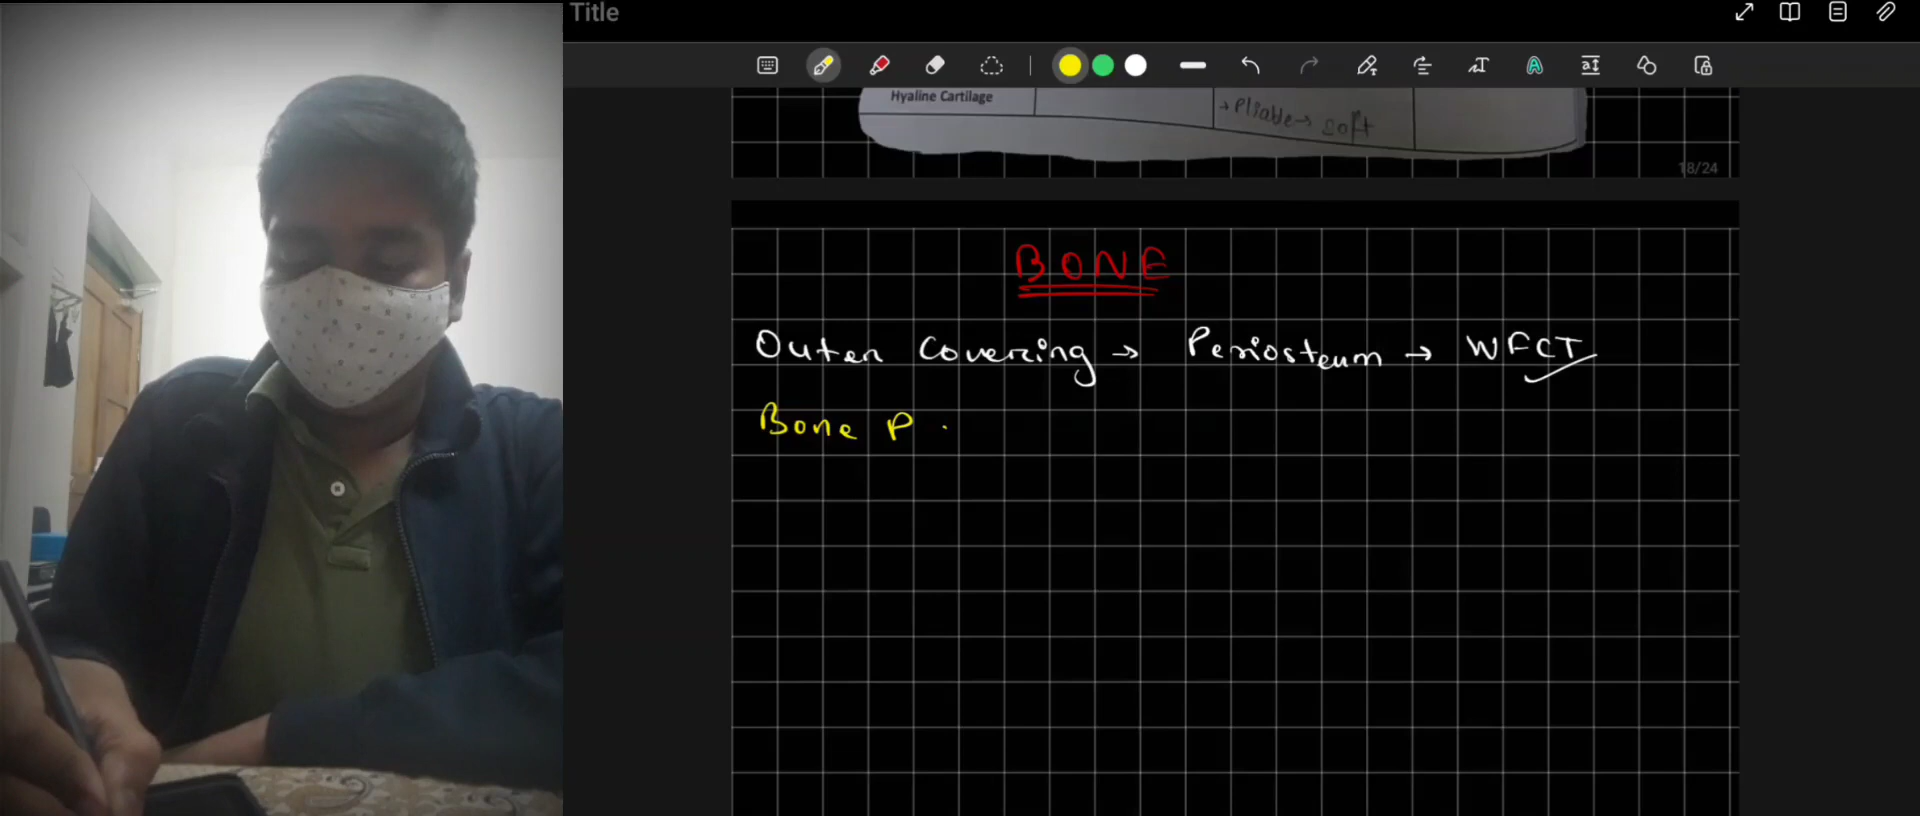 Title
Hyaline Cartilage
→ Pliable → soft
18/24
BONE
Outer Covering → Periosteum → WFCT
Bone P